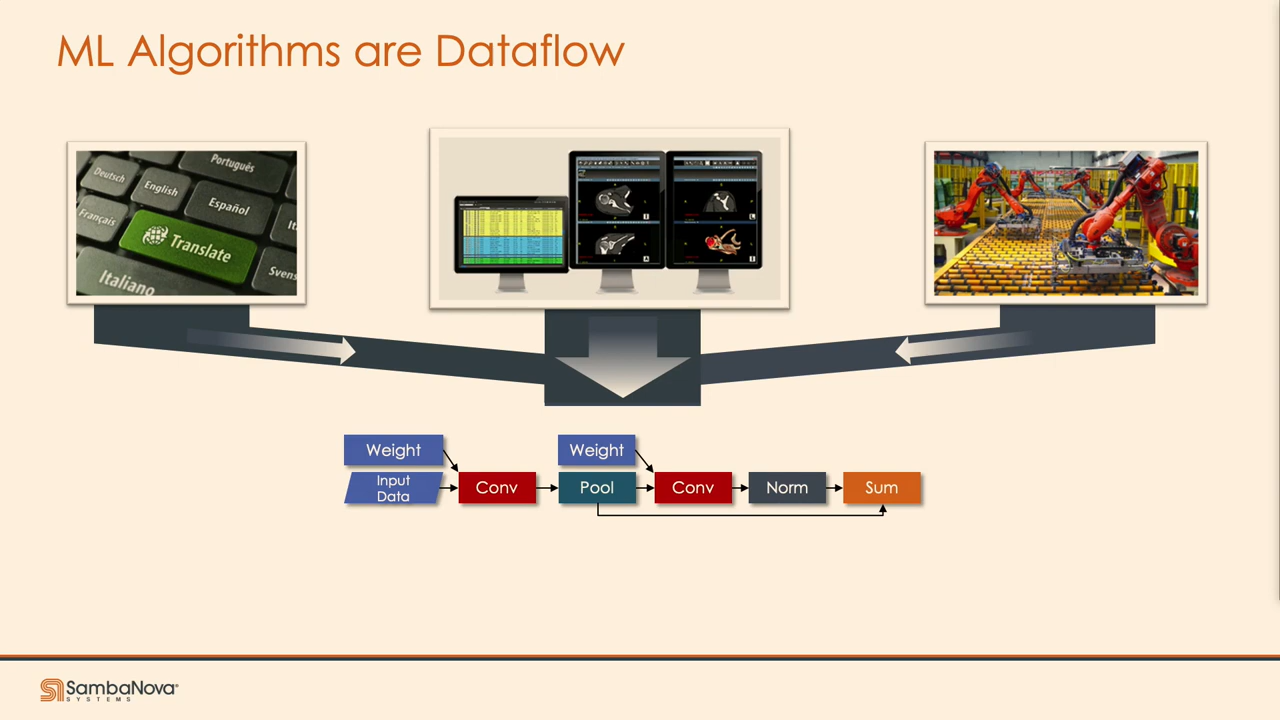 ML Algorithms are Dataflow
Português
Deutsch
English
Español
Français
Translate
Italiano
Weight
Weight
Input
Data
Conv
Pool
Conv
Norm
Sum
SambaNova
SYSTEMS